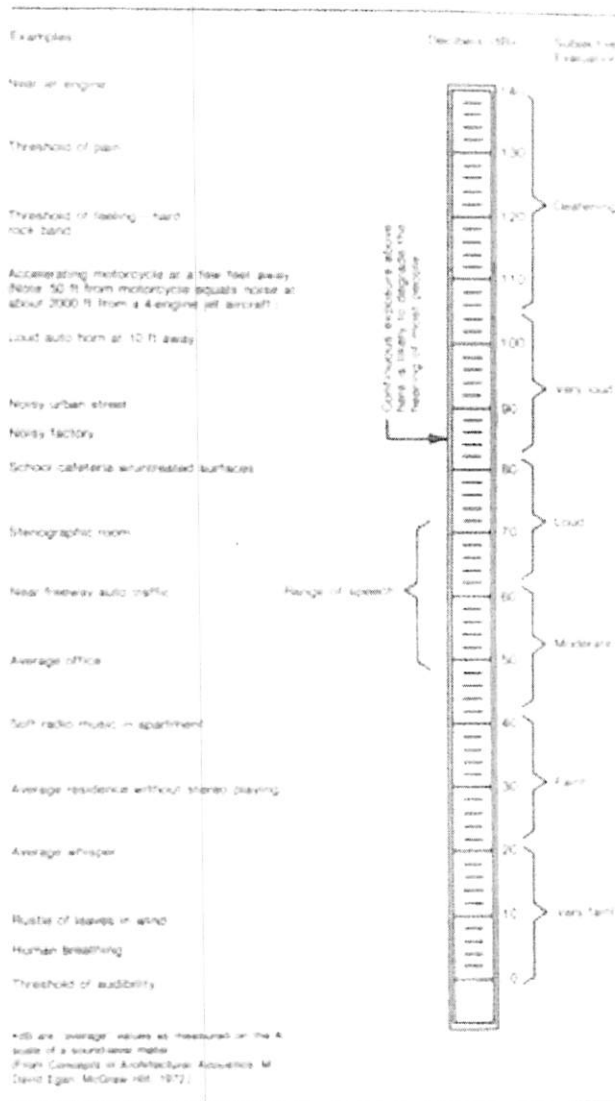 Examples Decibels (dB)* Subjective
Evaluation
Near jet engine
140
Threshold of pain
130
Deafening
Threshold of feeling - hard
rock band
120
Accelerating motorcycle at a few feet away
(Note: 50 ft from motorcycle equals noise at
about 2000 ft from a 4-engine jet aircraft.)
110
Continuous exposure above
here is likely to degrade the
hearing of most people
Loud auto horn at 10 ft away
100
Very loud
Noisy urban street
90
Noisy factory
School cafeteria w/untreated surfaces
80
Loud
Stenographic room
70
Near freeway auto traffic
Range of speech
60
Moderate
Average office
50
Soft radio music in apartment
40
Faint
Average residence without stereo playing
30
Average whisper
20
Rustle of leaves in wind
10
Very faint
Human breathing
Threshold of audibility
0
*dB are "average" values as measured on the A
scale of a sound-level meter
(From Concepts in Architectural Acoustics, M.
David Egan, McGraw Hill, 1972.)